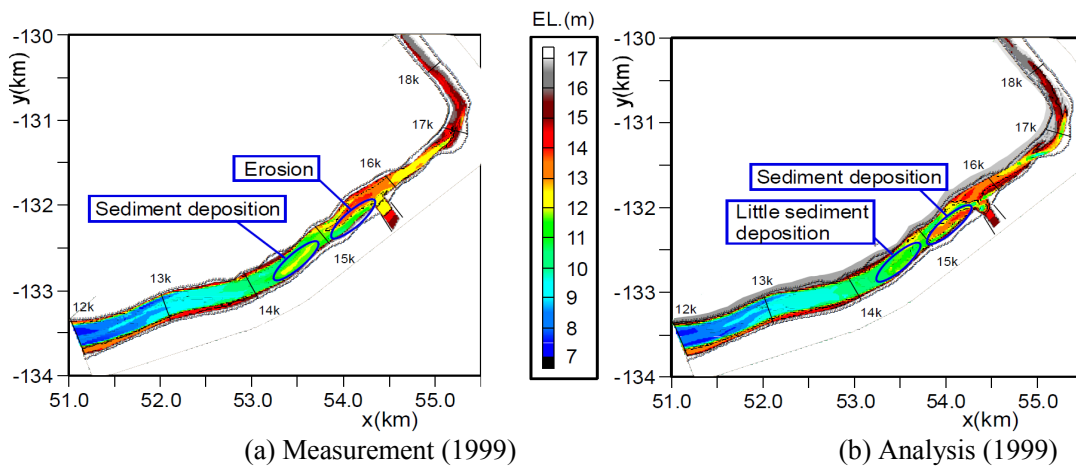 EL.(m)
17
16
15
14
13
12
11
10
9
8
7
-130
-131
-132
-133
-134
y(km)
18k
17k
16k
Erosion
Sediment deposition
15k
14k
13k
12k
51.0
52.0
53.0
54.0
55.0
x(km)
(a) Measurement (1999)
-130
-131
-132
-133
-134
y(km)
18k
17k
16k
Sediment deposition
Little sediment
deposition
15k
14k
13k
12k
51.0
52.0
53.0
54.0
55.0
x(km)
(b) Analysis (1999)